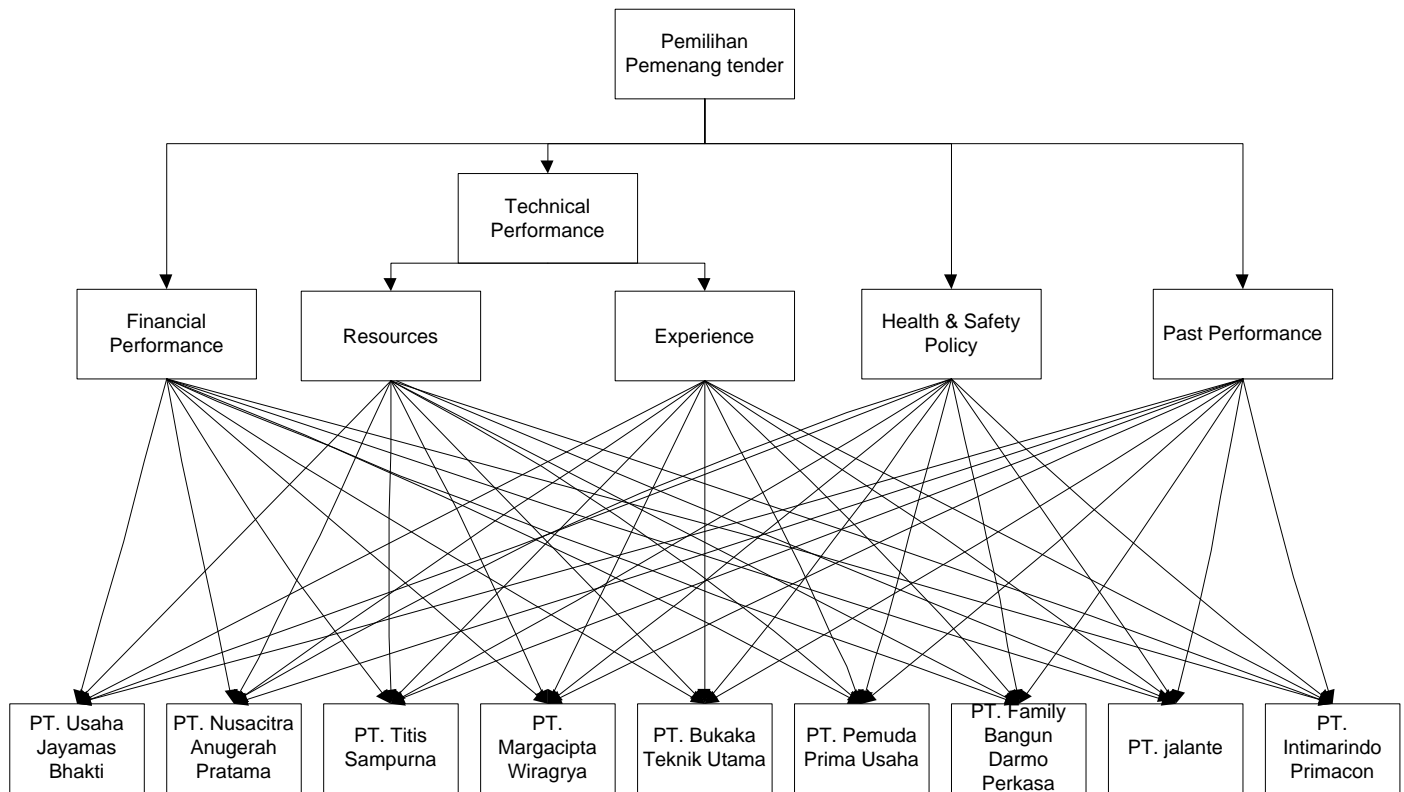 Pemilihan
Pemenang tender
Technical
Performance
Financial
Performance
Resources
Experience
Health & Safety
Policy
Past Performance
PT. Usaha
Jayamas
Bhakti
PT. Nusacitra
Anugerah
Pratama
PT. Titis
Sampurna
PT.
Margacipta
Wiragrya
PT. Bukaka
Teknik Utama
PT. Pemuda
Prima Usaha
PT. Family
Bangun
Darmo
Perkasa
PT. jalante
PT.
Intimarindo
Primacon